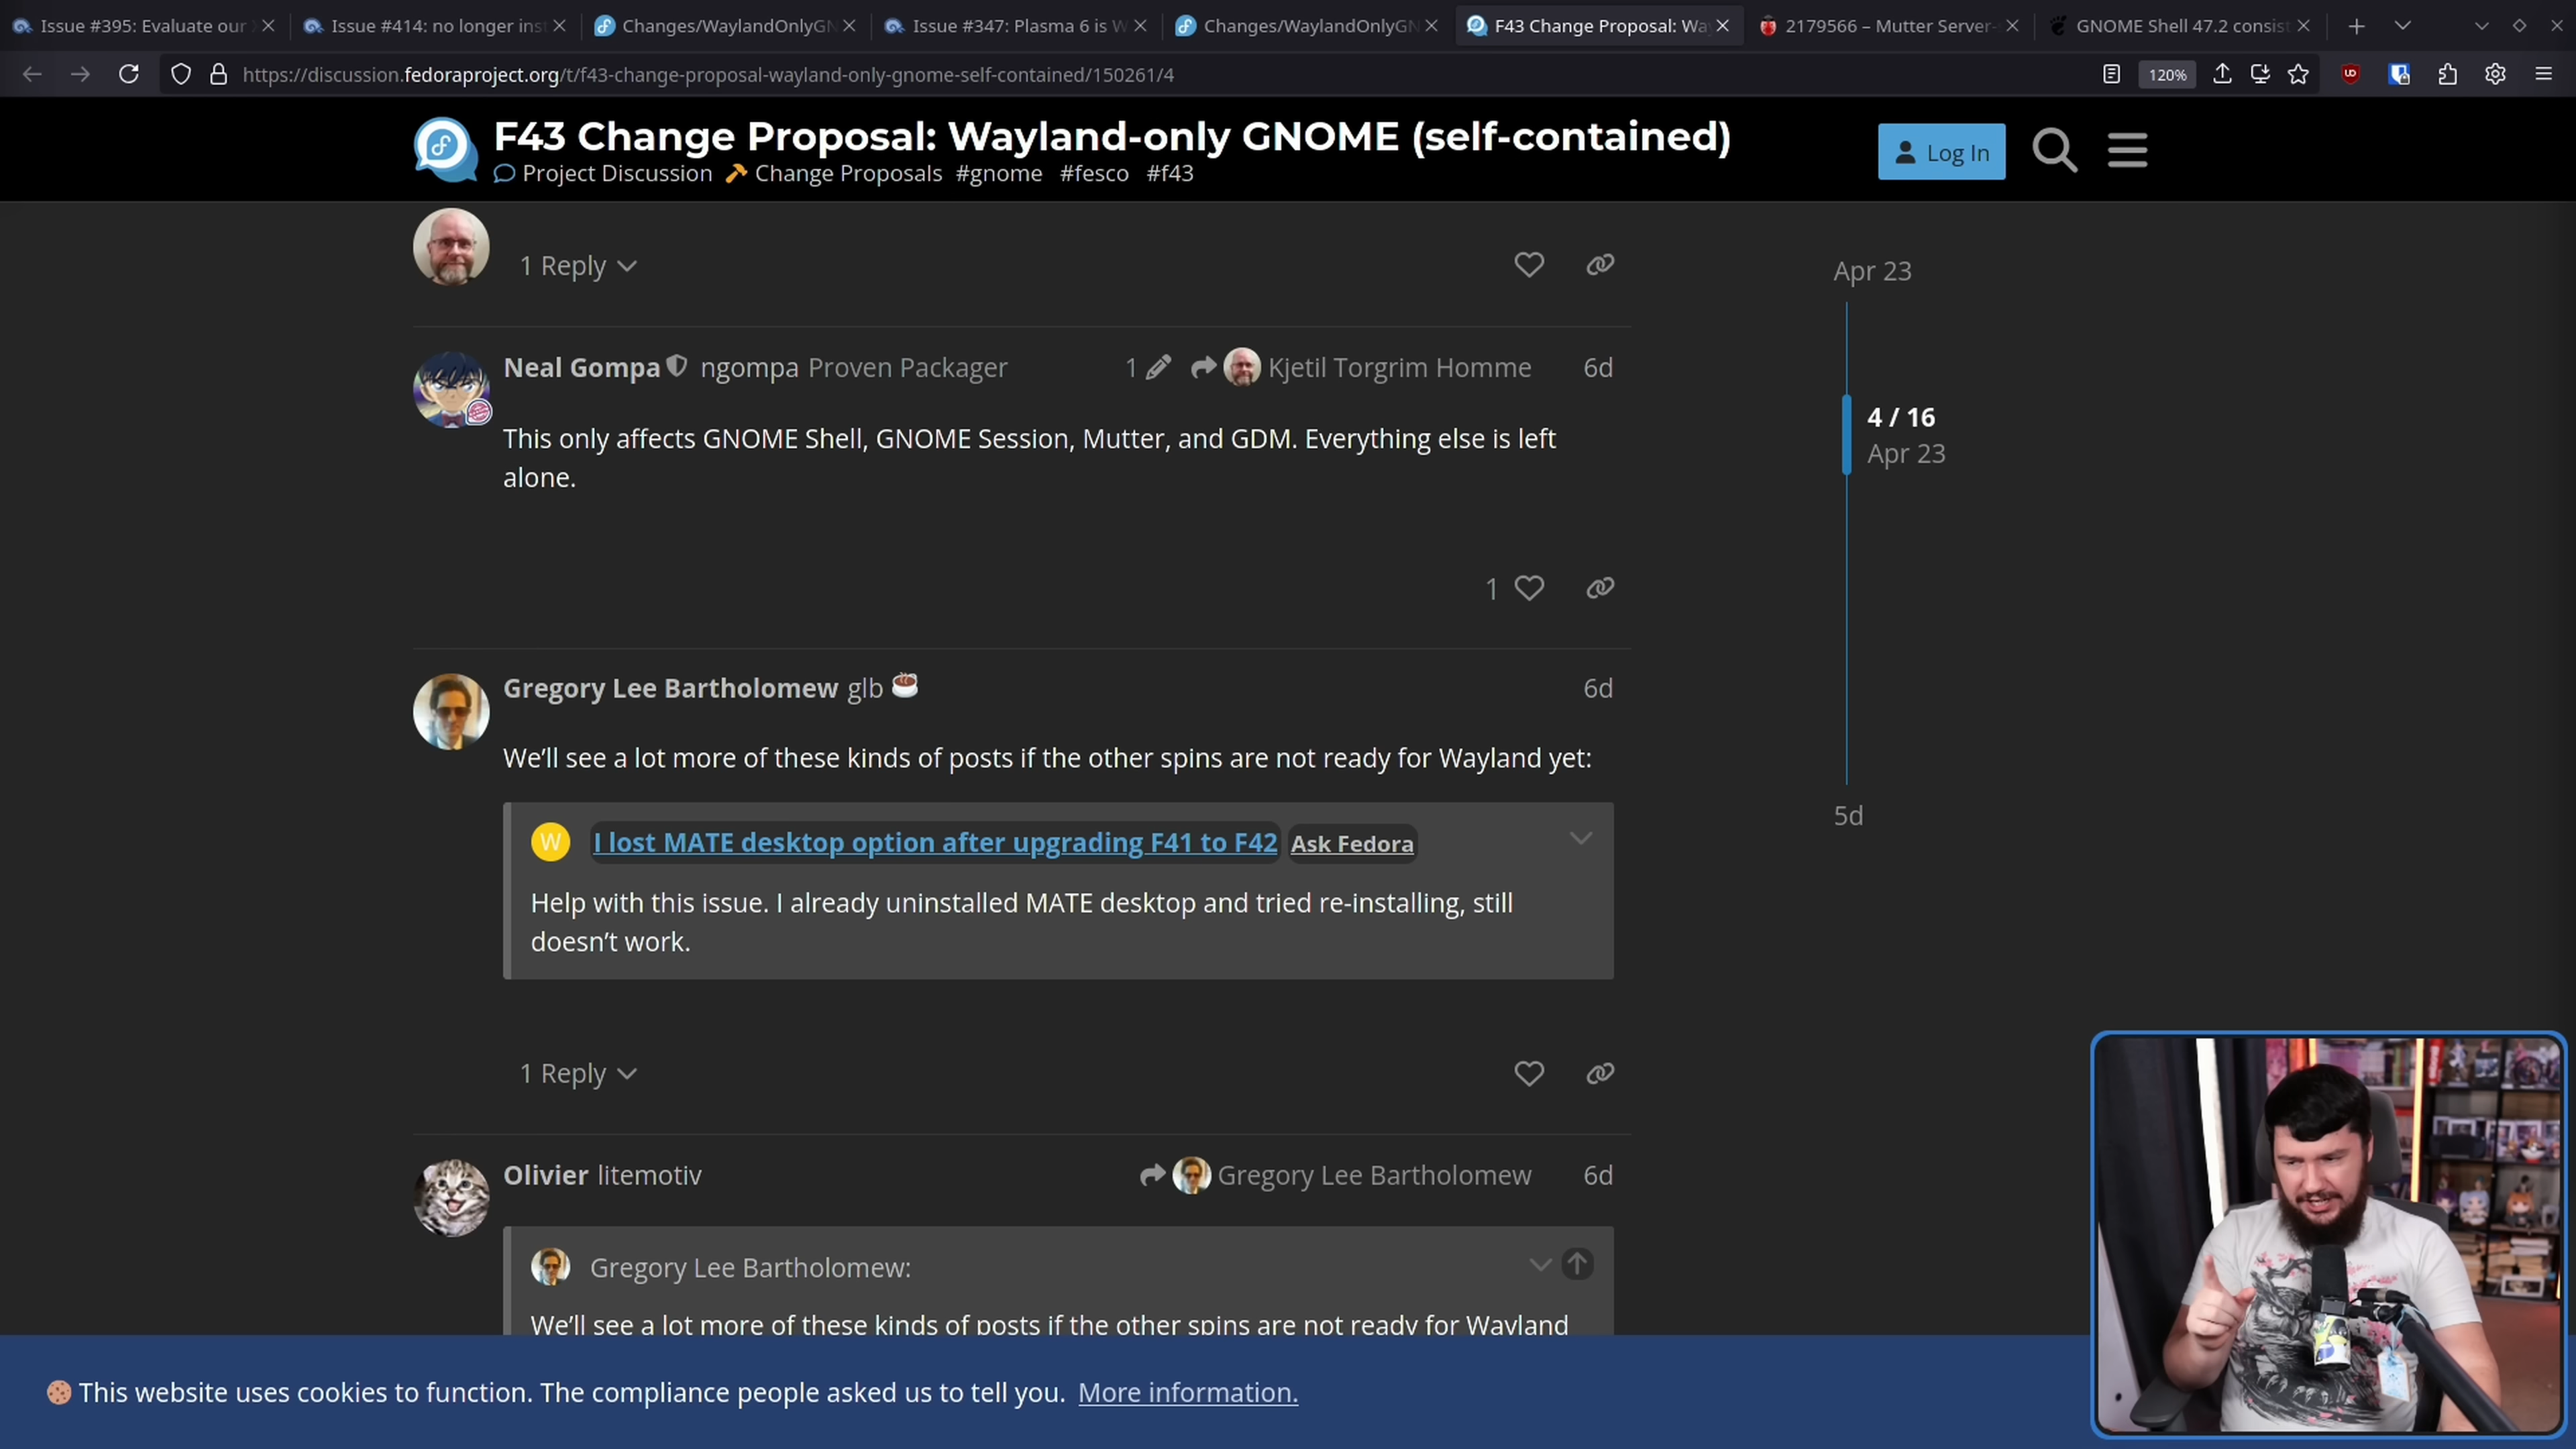 Issue #395: Evaluate our
Issue #414: no longer inst
Changes/WaylandOnlyGN
Issue #347: Plasma 6 is W
Changes/WaylandOnlyGN
F43 Change Proposal: Wa
2179566 – Mutter Server-
GNOME Shell 47.2 consist
https://discussion.fedoraproject.org/t/f43-change-proposal-wayland-only-gnome-self-contained/150261/4
120%
F43 Change Proposal: Wayland-only GNOME (self-contained)
Project Discussion Change Proposals #gnome #fesco #f43
Log In
1 Reply
Apr 23
Neal Gompa ngompa Proven Packager 1 Kjetil Torgrim Homme 6d
This only affects GNOME Shell, GNOME Session, Mutter, and GDM. Everything else is left
alone.
4 / 16
Apr 23
1
Gregory Lee Bartholomew glb 6d
We’ll see a lot more of these kinds of posts if the other spins are not ready for Wayland yet:
5d
W I lost MATE desktop option after upgrading F41 to F42 Ask Fedora
Help with this issue. I already uninstalled MATE desktop and tried re-installing, still
doesn’t work.
1 Reply
Olivier litemotiv Gregory Lee Bartholomew 6d
Gregory Lee Bartholomew:
We’ll see a lot more of these kinds of posts if the other spins are not ready for Wayland
This website uses cookies to function. The compliance people asked us to tell you. More information.